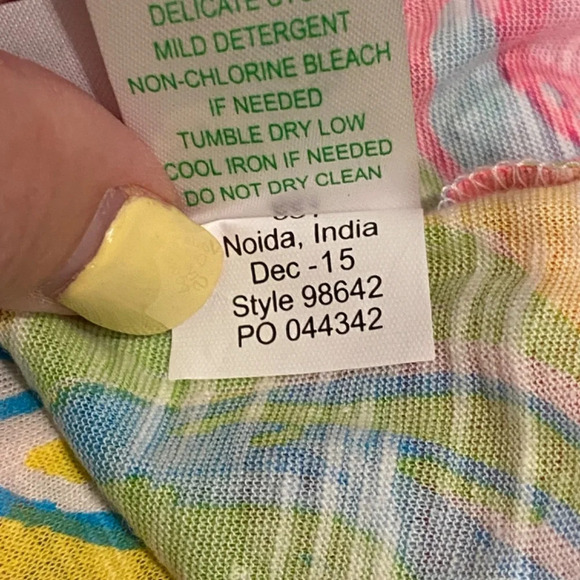 DELICATE
MILD DETERGENT
NON-CHLORINE BLEACH
IF NEEDED
TUMBLE DRY LOW
COOL IRON IF NEEDED
DO NOT DRY CLEAN
Noida, India
Dec -15
Style 98642
PO 044342